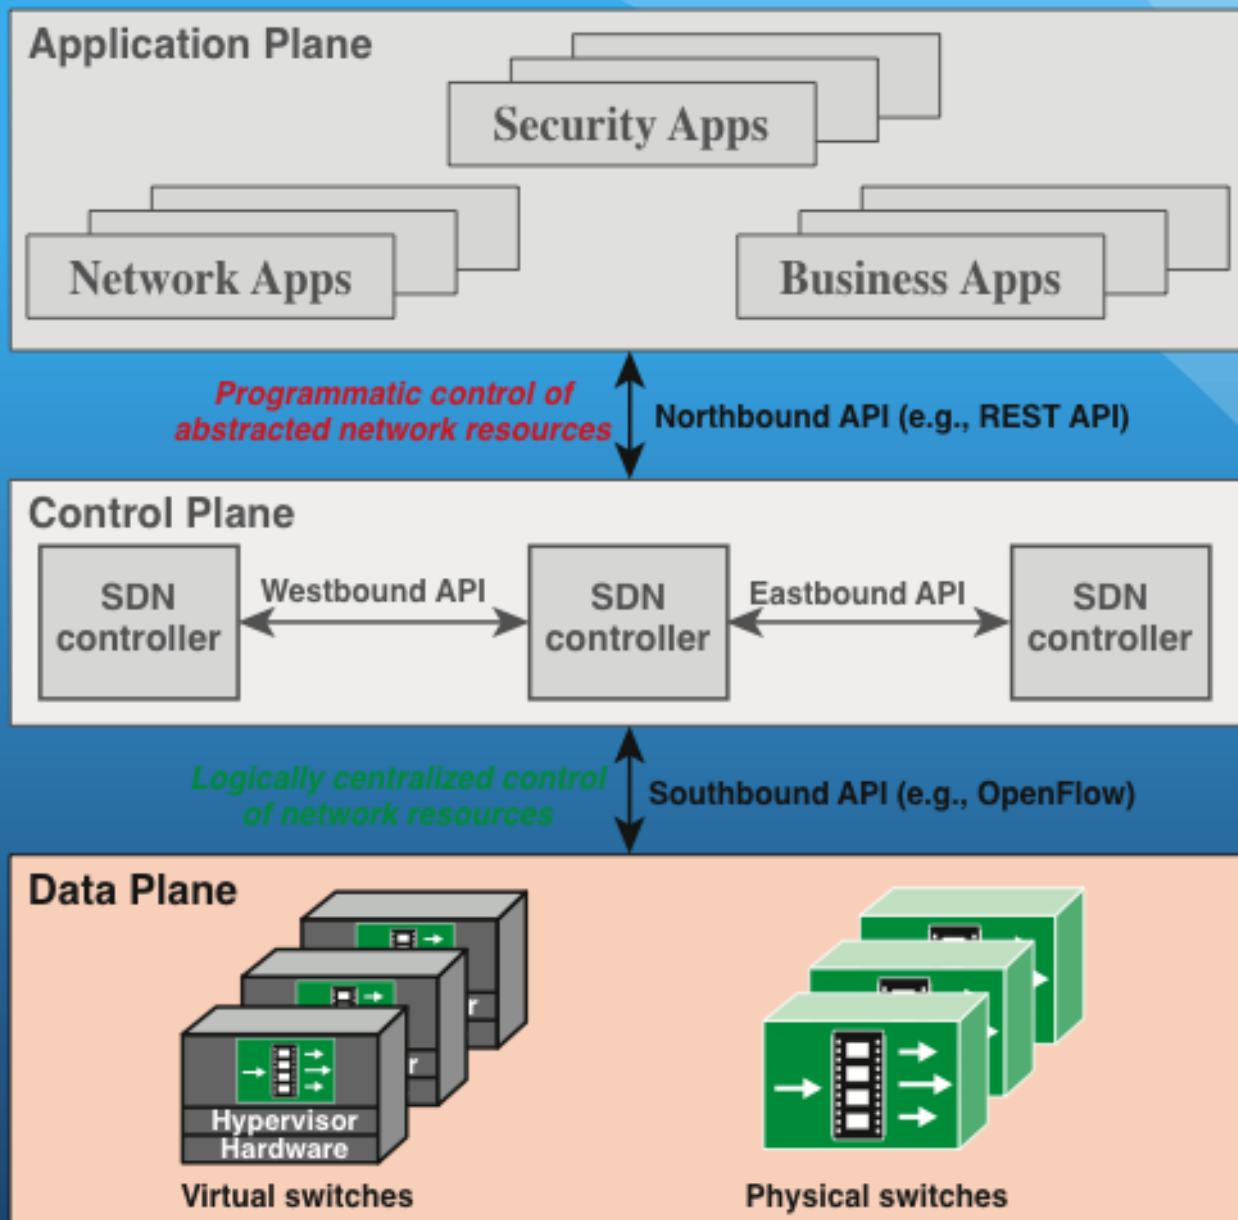 Application Plane
Security Apps
Network Apps
Business Apps
Programmatic control of
abstracted network resources
Northbound API (e.g., REST API)
Control Plane
SDN
controller
Westbound API
SDN
controller
Eastbound API
SDN
controller
Logically centralized control
of network resources
Southbound API (e.g., OpenFlow)
Data Plane
Hypervisor
Hardware
Virtual switches
Physical switches